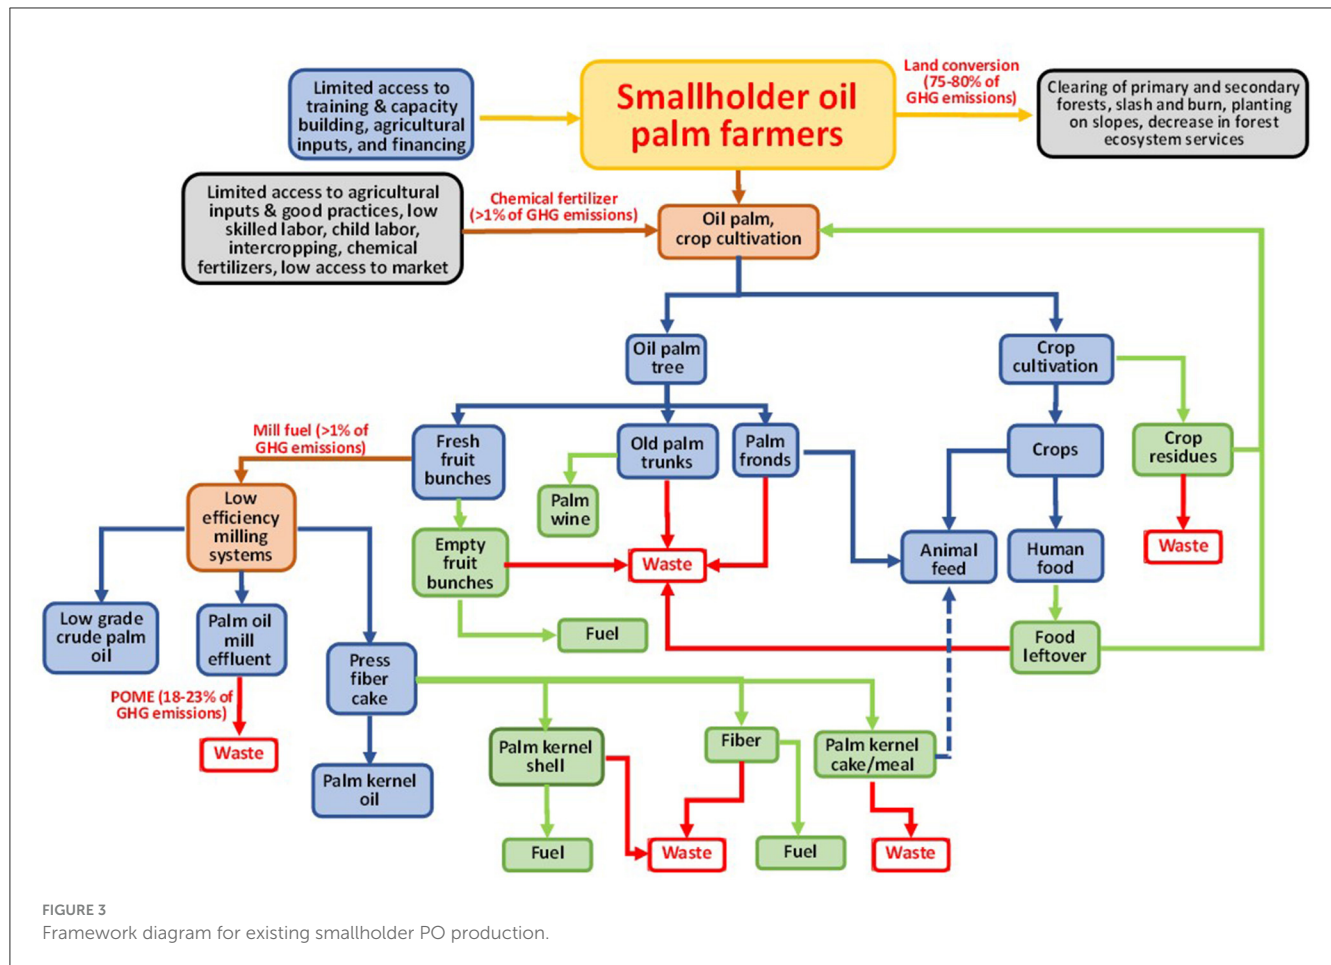 Limited access to
training & capacity
building, agricultural
inputs, and financing
Smallholder oil
palm farmers
Land conversion
(75-80% of
GHG emissions)
Clearing of primary and secondary
forests, slash and burn, planting
on slopes, decrease in forest
ecosystem services
Limited access to agricultural
inputs & good practices, low
skilled labor, child labor,
intercropping, chemical
fertilizers, low access to market
Chemical fertilizer
(>1% of GHG emissions)
Oil palm,
crop cultivation
Oil palm
tree
Crop
cultivation
Mill fuel (>1% of
GHG emissions)
Fresh
fruit
bunches
Old palm
trunks
Palm
fronds
Crops
Crop
residues
Low
efficiency
milling
systems
Palm
wine
Empty
fruit
bunches
Waste
Animal
feed
Human
food
Waste
Low grade
crude palm
oil
Palm oil
mill
effluent
Press
fiber
cake
Fuel
Food
leftover
POME (18-23% of
GHG emissions)
Waste
Palm kernel
oil
Palm kernel
shell
Fiber
Palm kernel
cake/meal
Fuel
Waste
Fuel
Waste
FIGURE 3
Framework diagram for existing smallholder PO production.